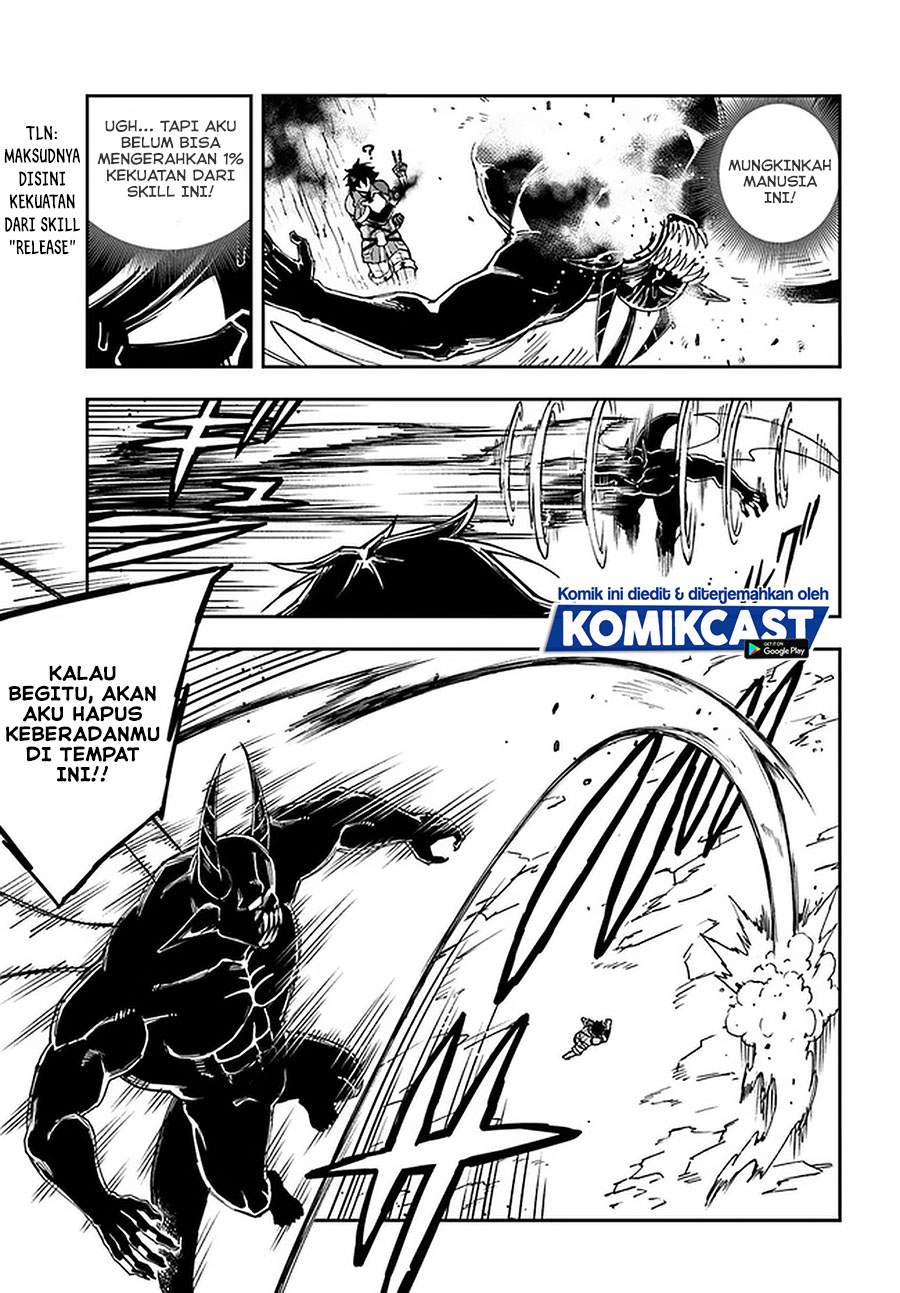 MUNGKINKAH
MANUSIA
INI!
?
UGH... TAPI AKU
BELUM BISA
MENGERAHKAN 1%
KEKUATAN DARI
SKILL INI!
TLN:
MAKSUDNYA
DISINI
KEKUATAN
DARI SKILL
"RELEASE"
Komik ini diedit & diterjemahkan oleh
KOMIKCAST
GET IT ON
Google Play
KALAU
BEGITU, AKAN
AKU HAPUS
KEBERADANMU
DI TEMPAT
INI!!